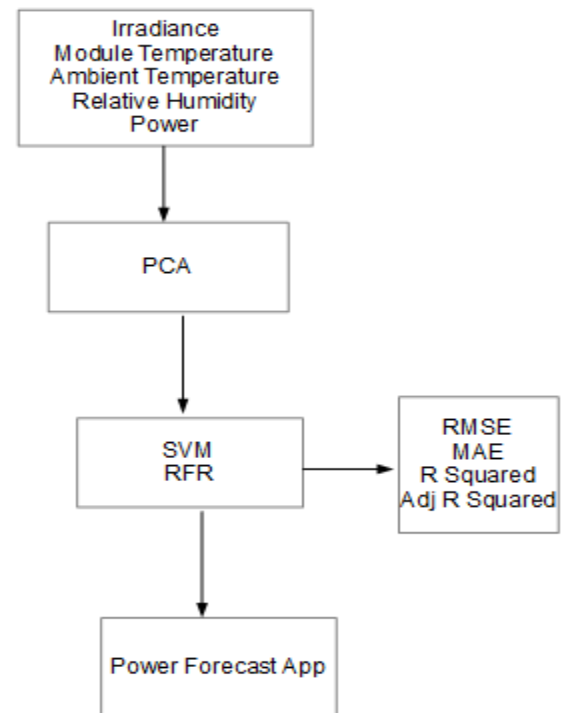 Irradiance
Module Temperature
Ambient Temperature
Relative Humidity
Power
PCA
SVM
RFR
RMSE
MAE
R Squared
Adj R Squared
Power Forecast App